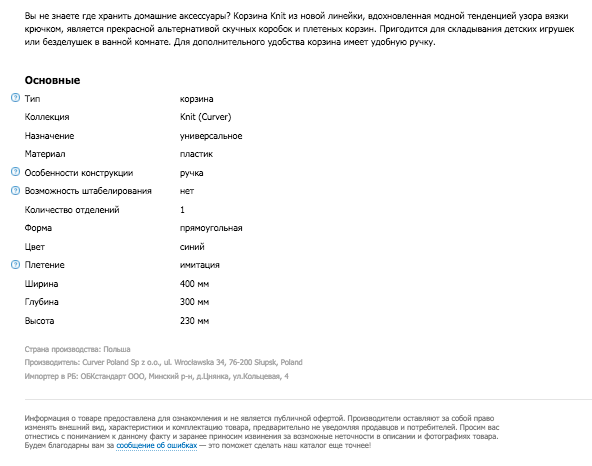 Вы не знаете где хранить домашние аксессуары? Корзина Knit из новой линейки, вдохновленная модной тенденцией узора вязки
крючком, является прекрасной альтернативой скучных коробок и плетеных корзин. Пригодится для складывания детских игрушек
или безделушек в ванной комнате. Для дополнительного удобства корзина имеет удобную ручку.
Основные
? Тип корзина
Коллекция Knit (Curver)
Назначение универсальное
Материал пластик
? Особенности конструкции ручка
? Возможность штабелирования нет
Количество отделений 1
Форма прямоугольная
Цвет синий
? Плетение имитация
Ширина 400 мм
Глубина 300 мм
Высота 230 мм
Страна производства: Польша
Производитель: Curver Poland Sp z o.o., ul. Wroclawska 34, 76-200 Słupsk, Poland
Импортер в РБ: ОБКстандарт ООО, Минский р-н, д.Цнянка, ул.Кольцевая, 4
Информация о товаре предоставлена для ознакомления и не является публичной офертой. Производители оставляют за собой право
изменять внешний вид, характеристики и комплектацию товара, предварительно не уведомляя продавцов и потребителей. Просим вас
отнестись с пониманием к данному факту и заранее приносим извинения за возможные неточности в описании и фотографиях товара.
Будем благодарны вам за сообщение об ошибках — это поможет сделать наш каталог еще точнее!